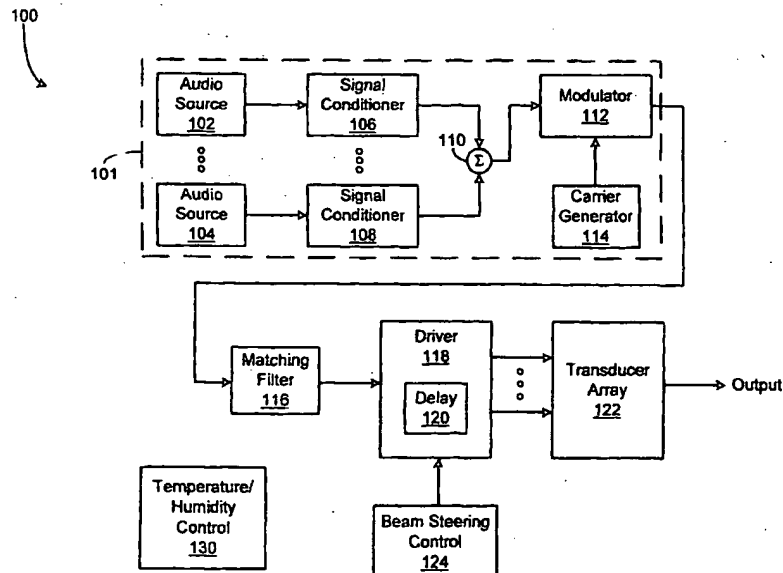 100
Audio
Source
102
Signal
Conditioner
106
Modulator
112
110
Σ
101
Audio
Source
104
Signal
Conditioner
108
Carrier
Generator
114
Matching
Filter
116
Driver
118
Delay
120
Transducer
Array
122
Output
Temperature/
Humidity
Control
130
Beam Steering
Control
124